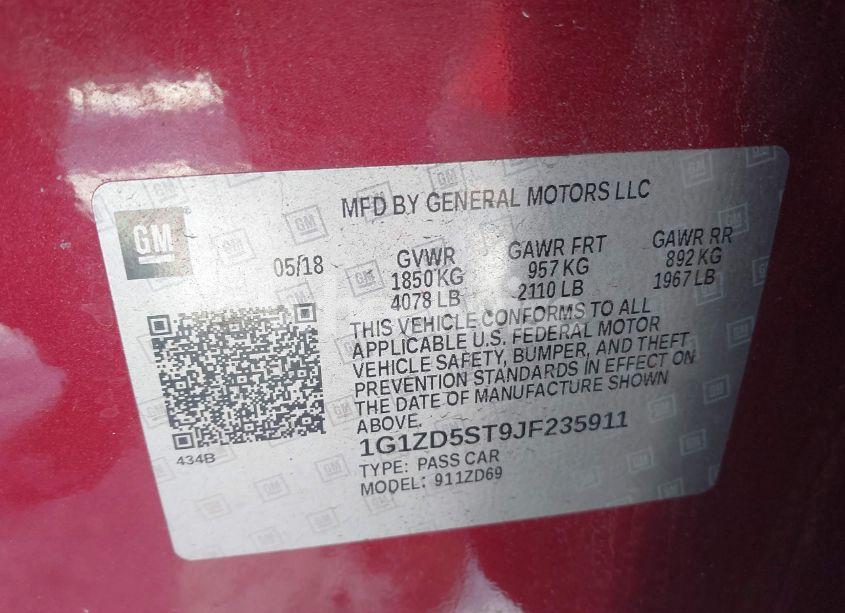 GM
MFD BY GENERAL MOTORS LLC
05/18
GVWR
1850 KG
4078 LB
GAWR FRT
957 KG
2110 LB
GAWR RR
892 KG
1967 LB
THIS VEHICLE CONFORMS TO ALL
APPLICABLE U.S. FEDERAL MOTOR
VEHICLE SAFETY, BUMPER, AND THEFT
PREVENTION STANDARDS IN EFFECT ON
THE DATE OF MANUFACTURE SHOWN
ABOVE.
1G1ZD5ST9JF235911
TYPE: PASS CAR
MODEL: 911ZD69
434B